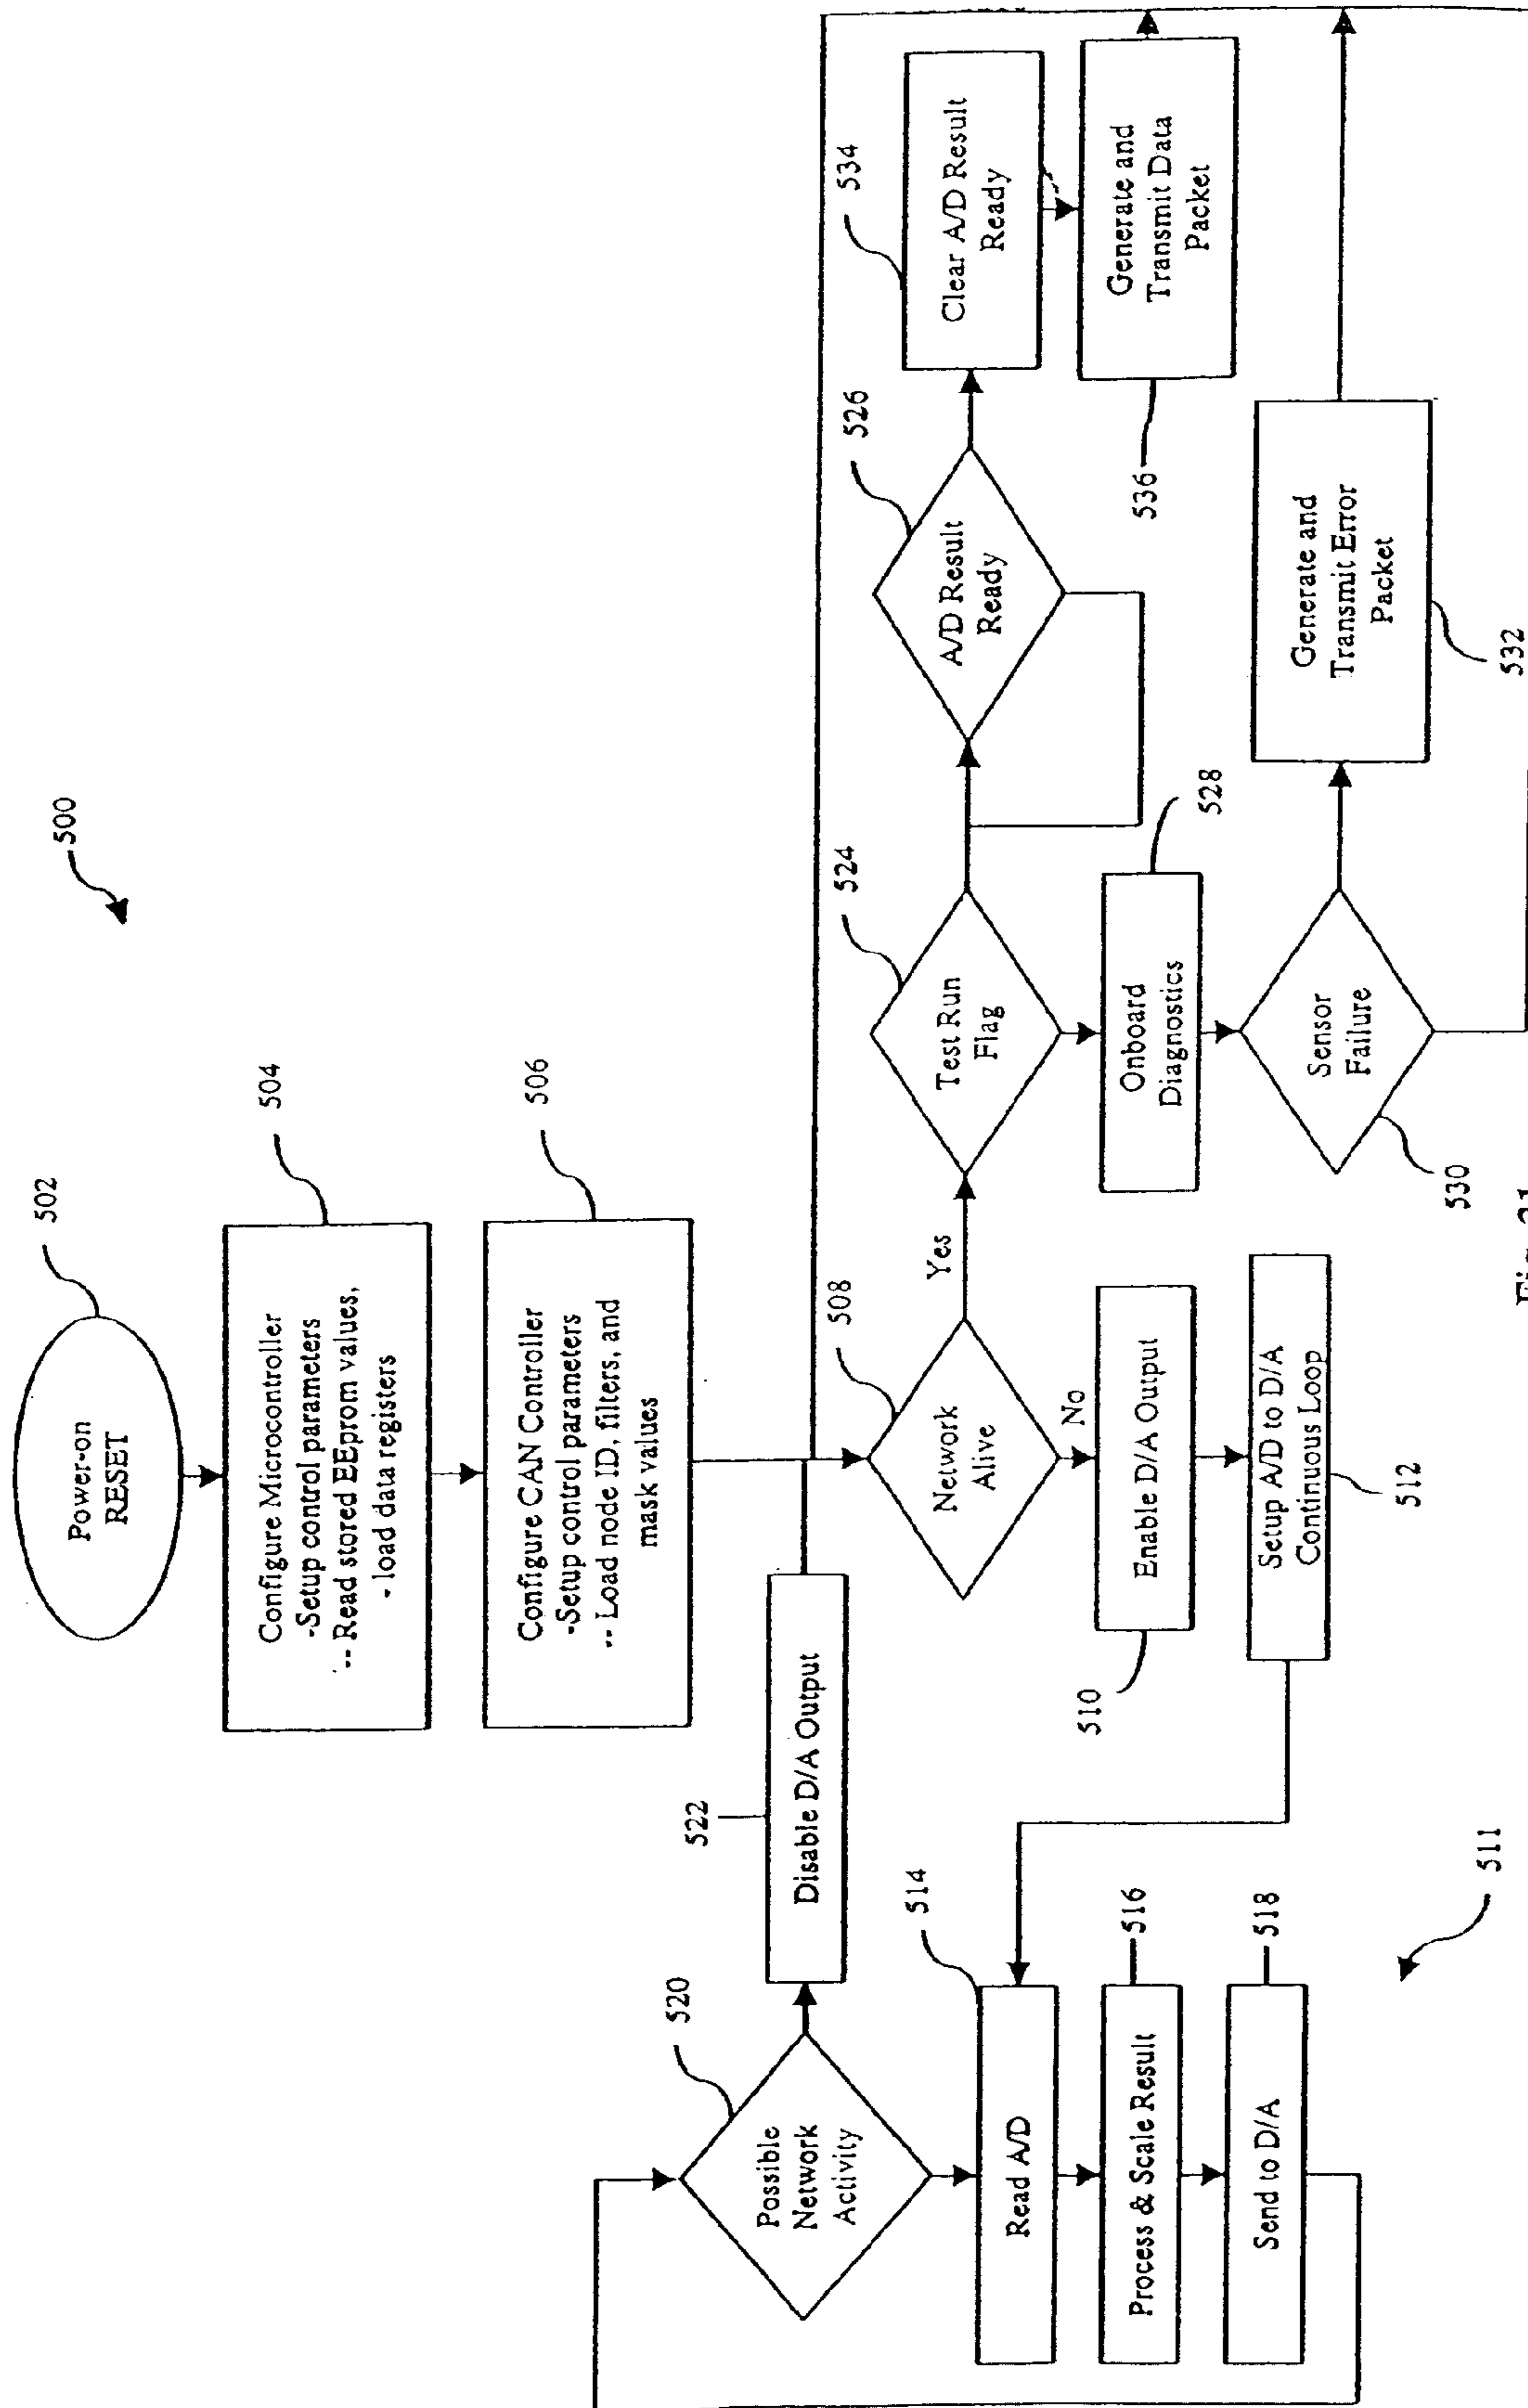 500
502
Power-on
RESET
504
Configure Microcontroller
-Setup control parameters
-- Read stored EEprom values,
- load data registers
506
Configure CAN Controller
-Setup control parameters
-- Load node ID, filters, and
mask values
520
Possible
Network
Activity
522
Disable D/A Output
508
Network
Alive
Yes
No
524
Test Run
Flag
526
A/D Result
Ready
534
Clear A/D Result
Ready
514
Read A/D
510
Enable D/A Output
528
Onboard
Diagnostics
536
Generate and
Transmit Data
Packet
516
Process & Scale Result
512
Setup A/D to D/A
Continuous Loop
518
Send to D/A
530
Sensor
Failure
532
Generate and
Transmit Error
Packet
511